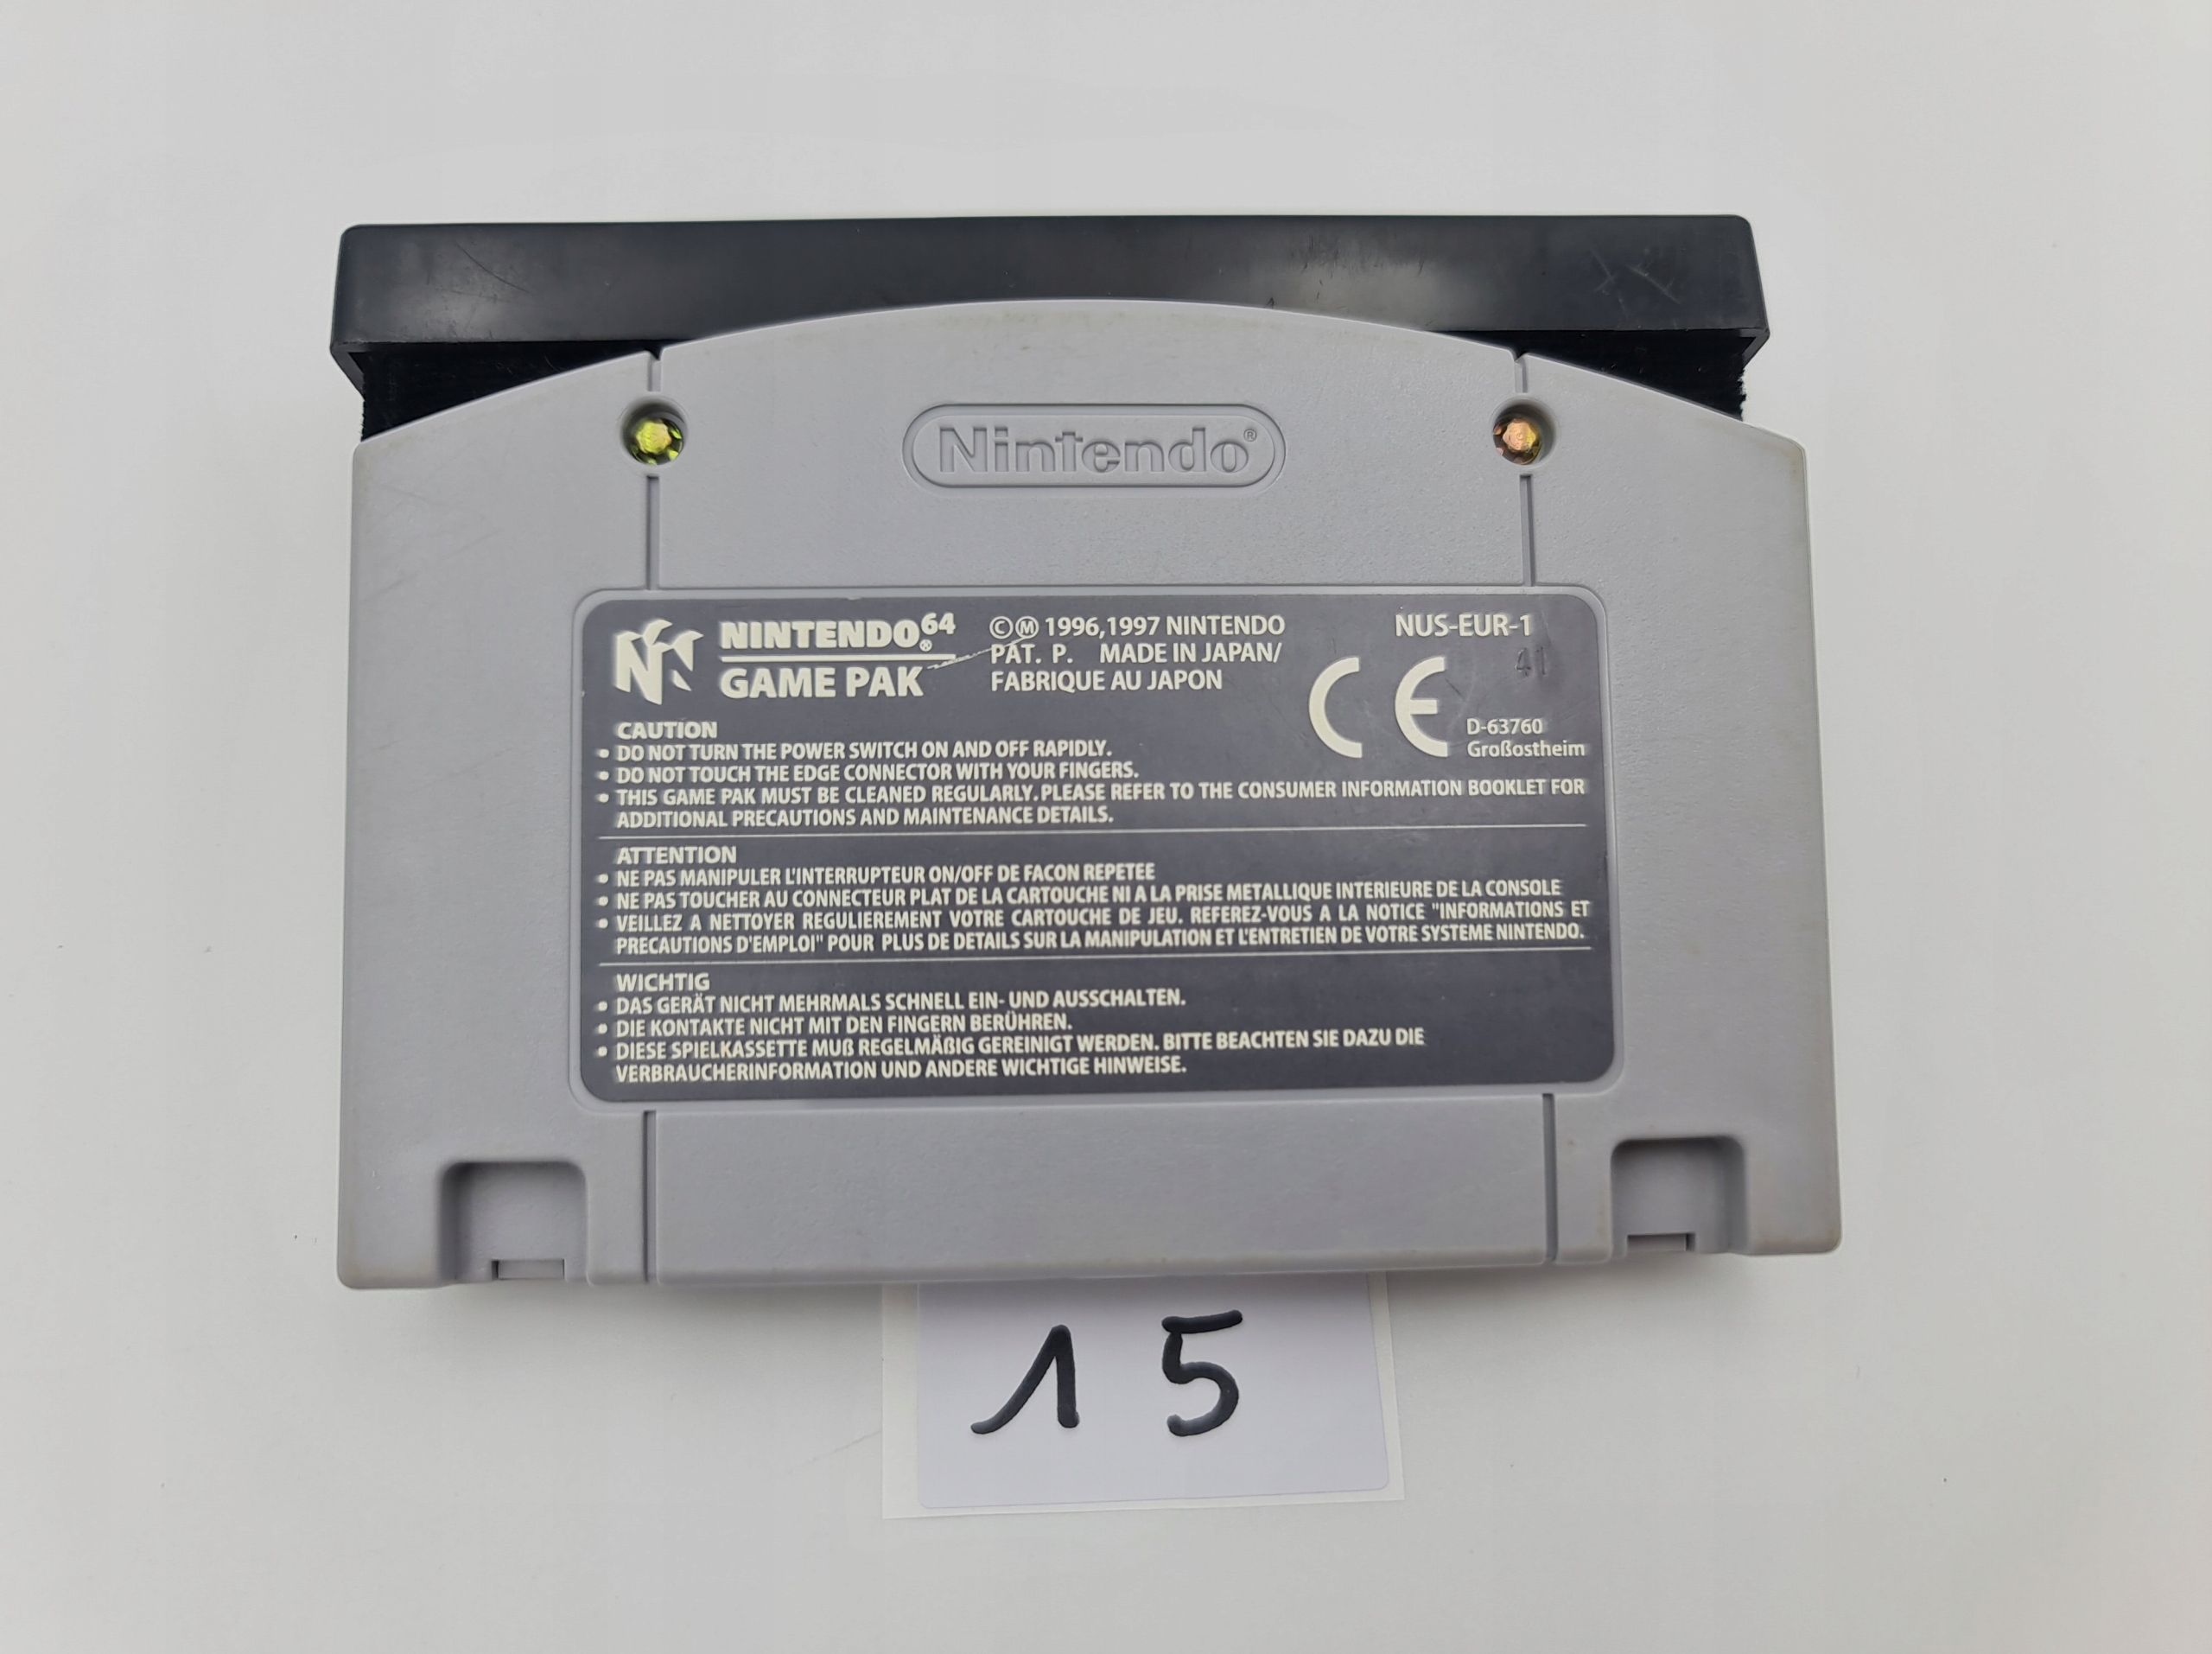 Nintendo®
NINTENDO64®
GAME PAK
©Ⓜ 1996,1997 NINTENDO
PAT. P. MADE IN JAPAN/
FABRIQUE AU JAPON
NUS-EUR-1
41
CE
D-63760
Großostheim
CAUTION
• DO NOT TURN THE POWER SWITCH ON AND OFF RAPIDLY.
• DO NOT TOUCH THE EDGE CONNECTOR WITH YOUR FINGERS.
• THIS GAME PAK MUST BE CLEANED REGULARLY. PLEASE REFER TO THE CONSUMER INFORMATION BOOKLET FOR
ADDITIONAL PRECAUTIONS AND MAINTENANCE DETAILS.
ATTENTION
• NE PAS MANIPULER L'INTERRUPTEUR ON/OFF DE FACON REPETEE
• NE PAS TOUCHER AU CONNECTEUR PLAT DE LA CARTOUCHE NI A LA PRISE METALLIQUE INTERIEURE DE LA CONSOLE
• VEILLEZ A NETTOYER REGULIEREMENT VOTRE CARTOUCHE DE JEU. REFEREZ-VOUS A LA NOTICE "INFORMATIONS ET
PRECAUTIONS D'EMPLOI" POUR PLUS DE DETAILS SUR LA MANIPULATION ET L'ENTRETIEN DE VOTRE SYSTEME NINTENDO.
WICHTIG
• DAS GERÄT NICHT MEHRMALS SCHNELL EIN- UND AUSSCHALTEN.
• DIE KONTAKTE NICHT MIT DEN FINGERN BERÜHREN.
• DIESE SPIELKASSETTE MUß REGELMÄßIG GEREINIGT WERDEN. BITTE BEACHTEN SIE DAZU DIE
VERBRAUCHERINFORMATION UND ANDERE WICHTIGE HINWEISE.
15